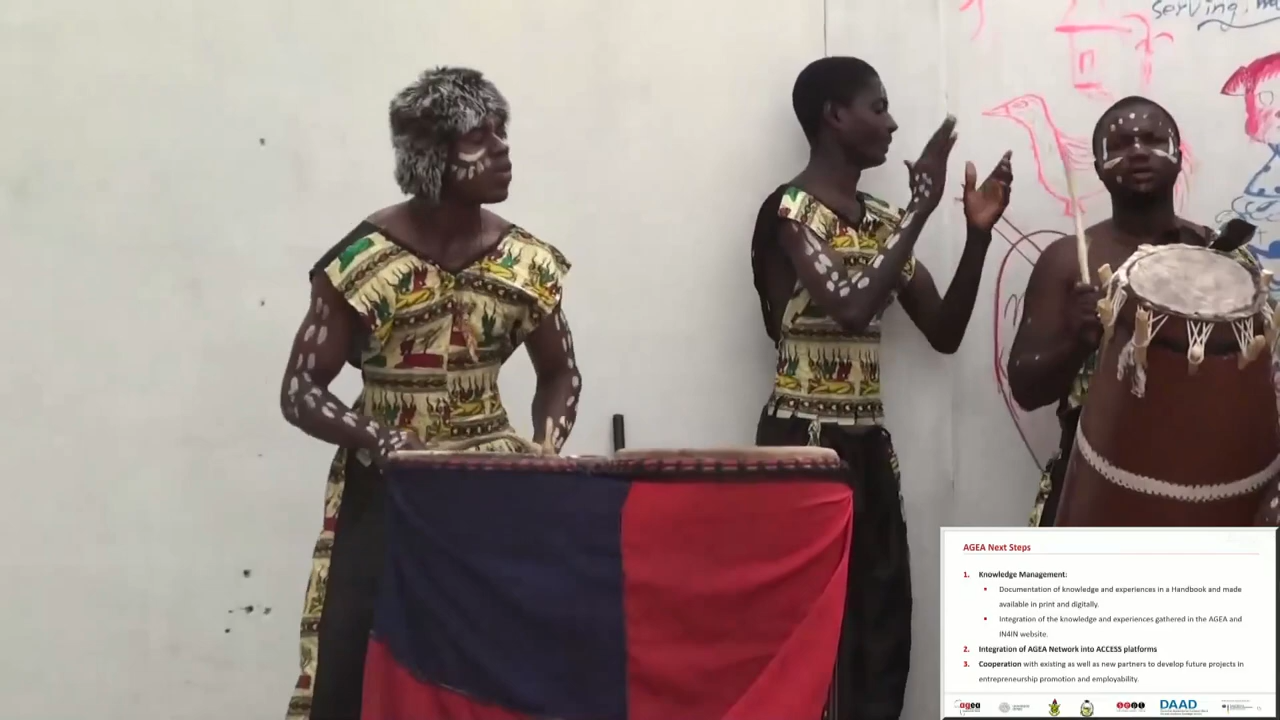 serving
AGEA Next Steps
1. Knowledge Management:
▪ Documentation of knowledge and experiences in a Handbook and made
available in print and digitally.
▪ Integration of the knowledge and experiences gathered in the AGEA and
IN4IN website.
2. Integration of AGEA Network into ACCESS platforms
3. Cooperation with existing as well as new partners to develop future projects in
entrepreneurship promotion and employability.
agea
sept
DAAD